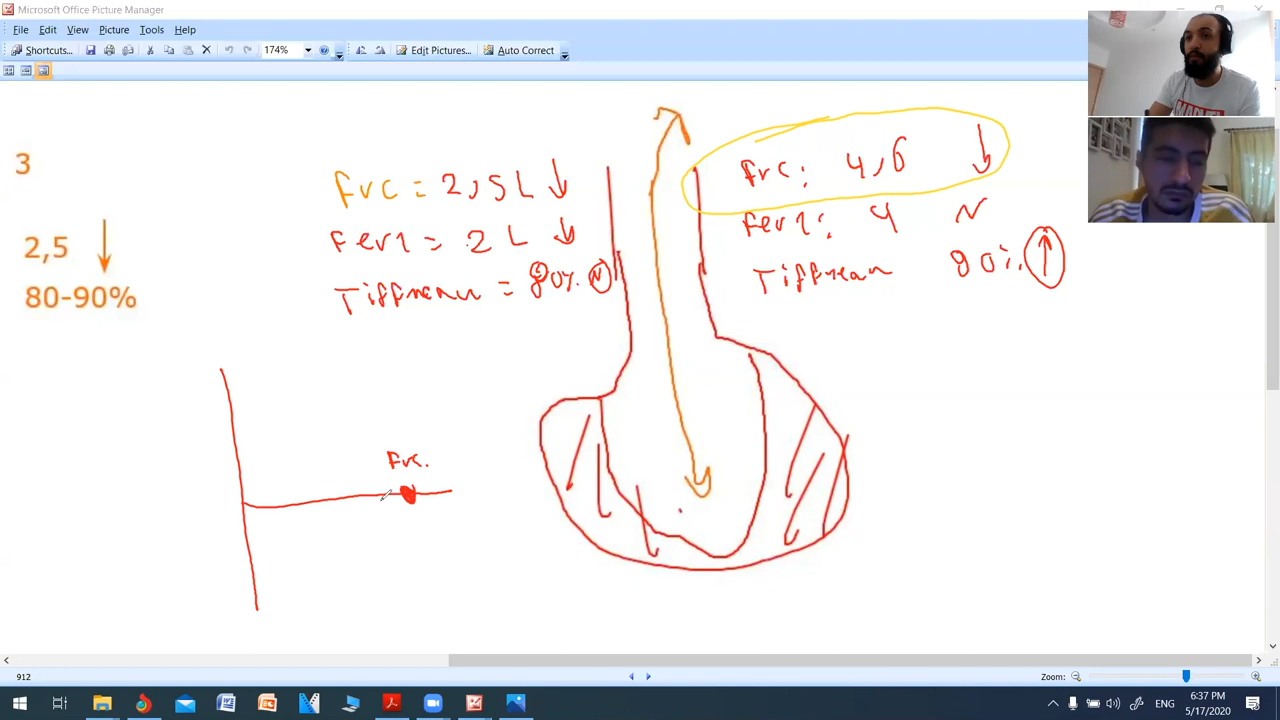 Microsoft Office Picture Manager
File Edit View Picture Tools Help
Shortcuts... 174% Edit Pictures... Auto Correct
3
2,5 ↓
80-90%
FVC = 2,5 L ↓
FEV1 = 2 L ↓
Tiffneau = 80% N
FVC: 4,6 ↓
FEV1: 4 N
Tiffneau 90% ↑
FVC.
MARVEL
912
Zoom:
ENG
6:37 PM
5/17/2020